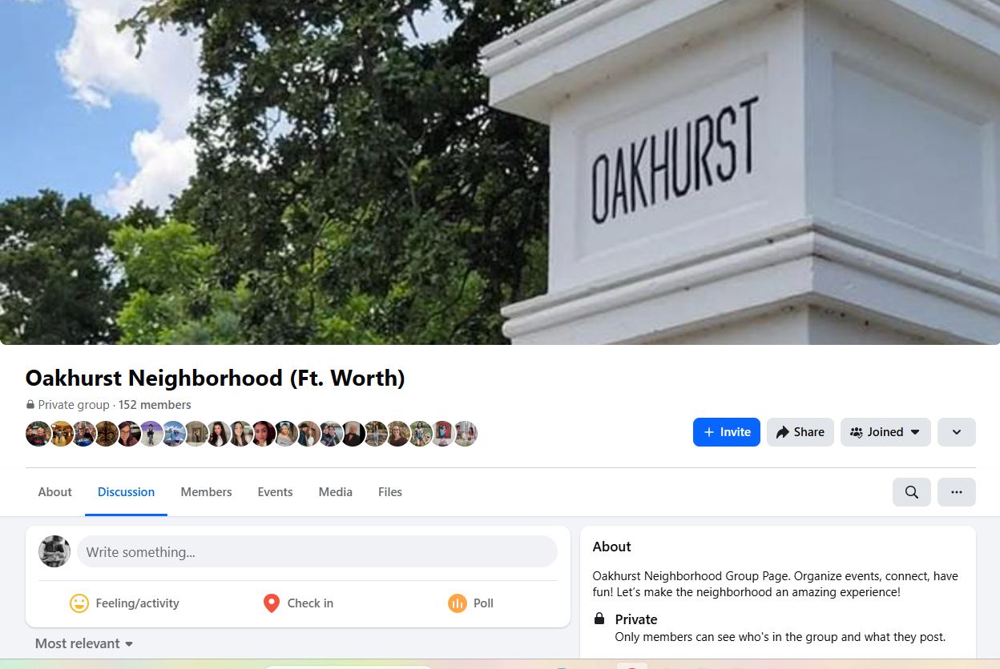 OAKHURST
Oakhurst Neighborhood (Ft. Worth)
Private group · 152 members
+ Invite
Share
Joined
About
Discussion
Members
Events
Media
Files
Write something...
Feeling/activity
Check in
Poll
Most relevant
About
Oakhurst Neighborhood Group Page. Organize events, connect, have
fun! Let’s make the neighborhood an amazing experience!
Private
Only members can see who's in the group and what they post.